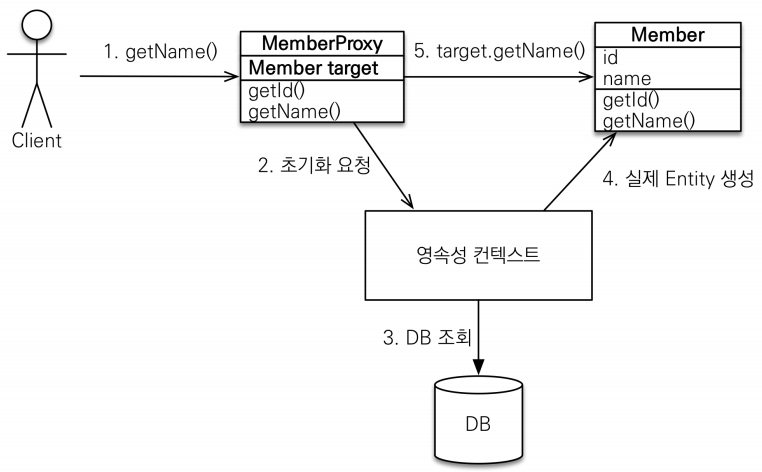 1. getName()
MemberProxy
Member target
getId()
getName()
5. target.getName()
Member
id
name
getId()
getName()
Client
2. 초기화 요청
4. 실제 Entity 생성
영속성 컨텍스트
3. DB 조회
DB